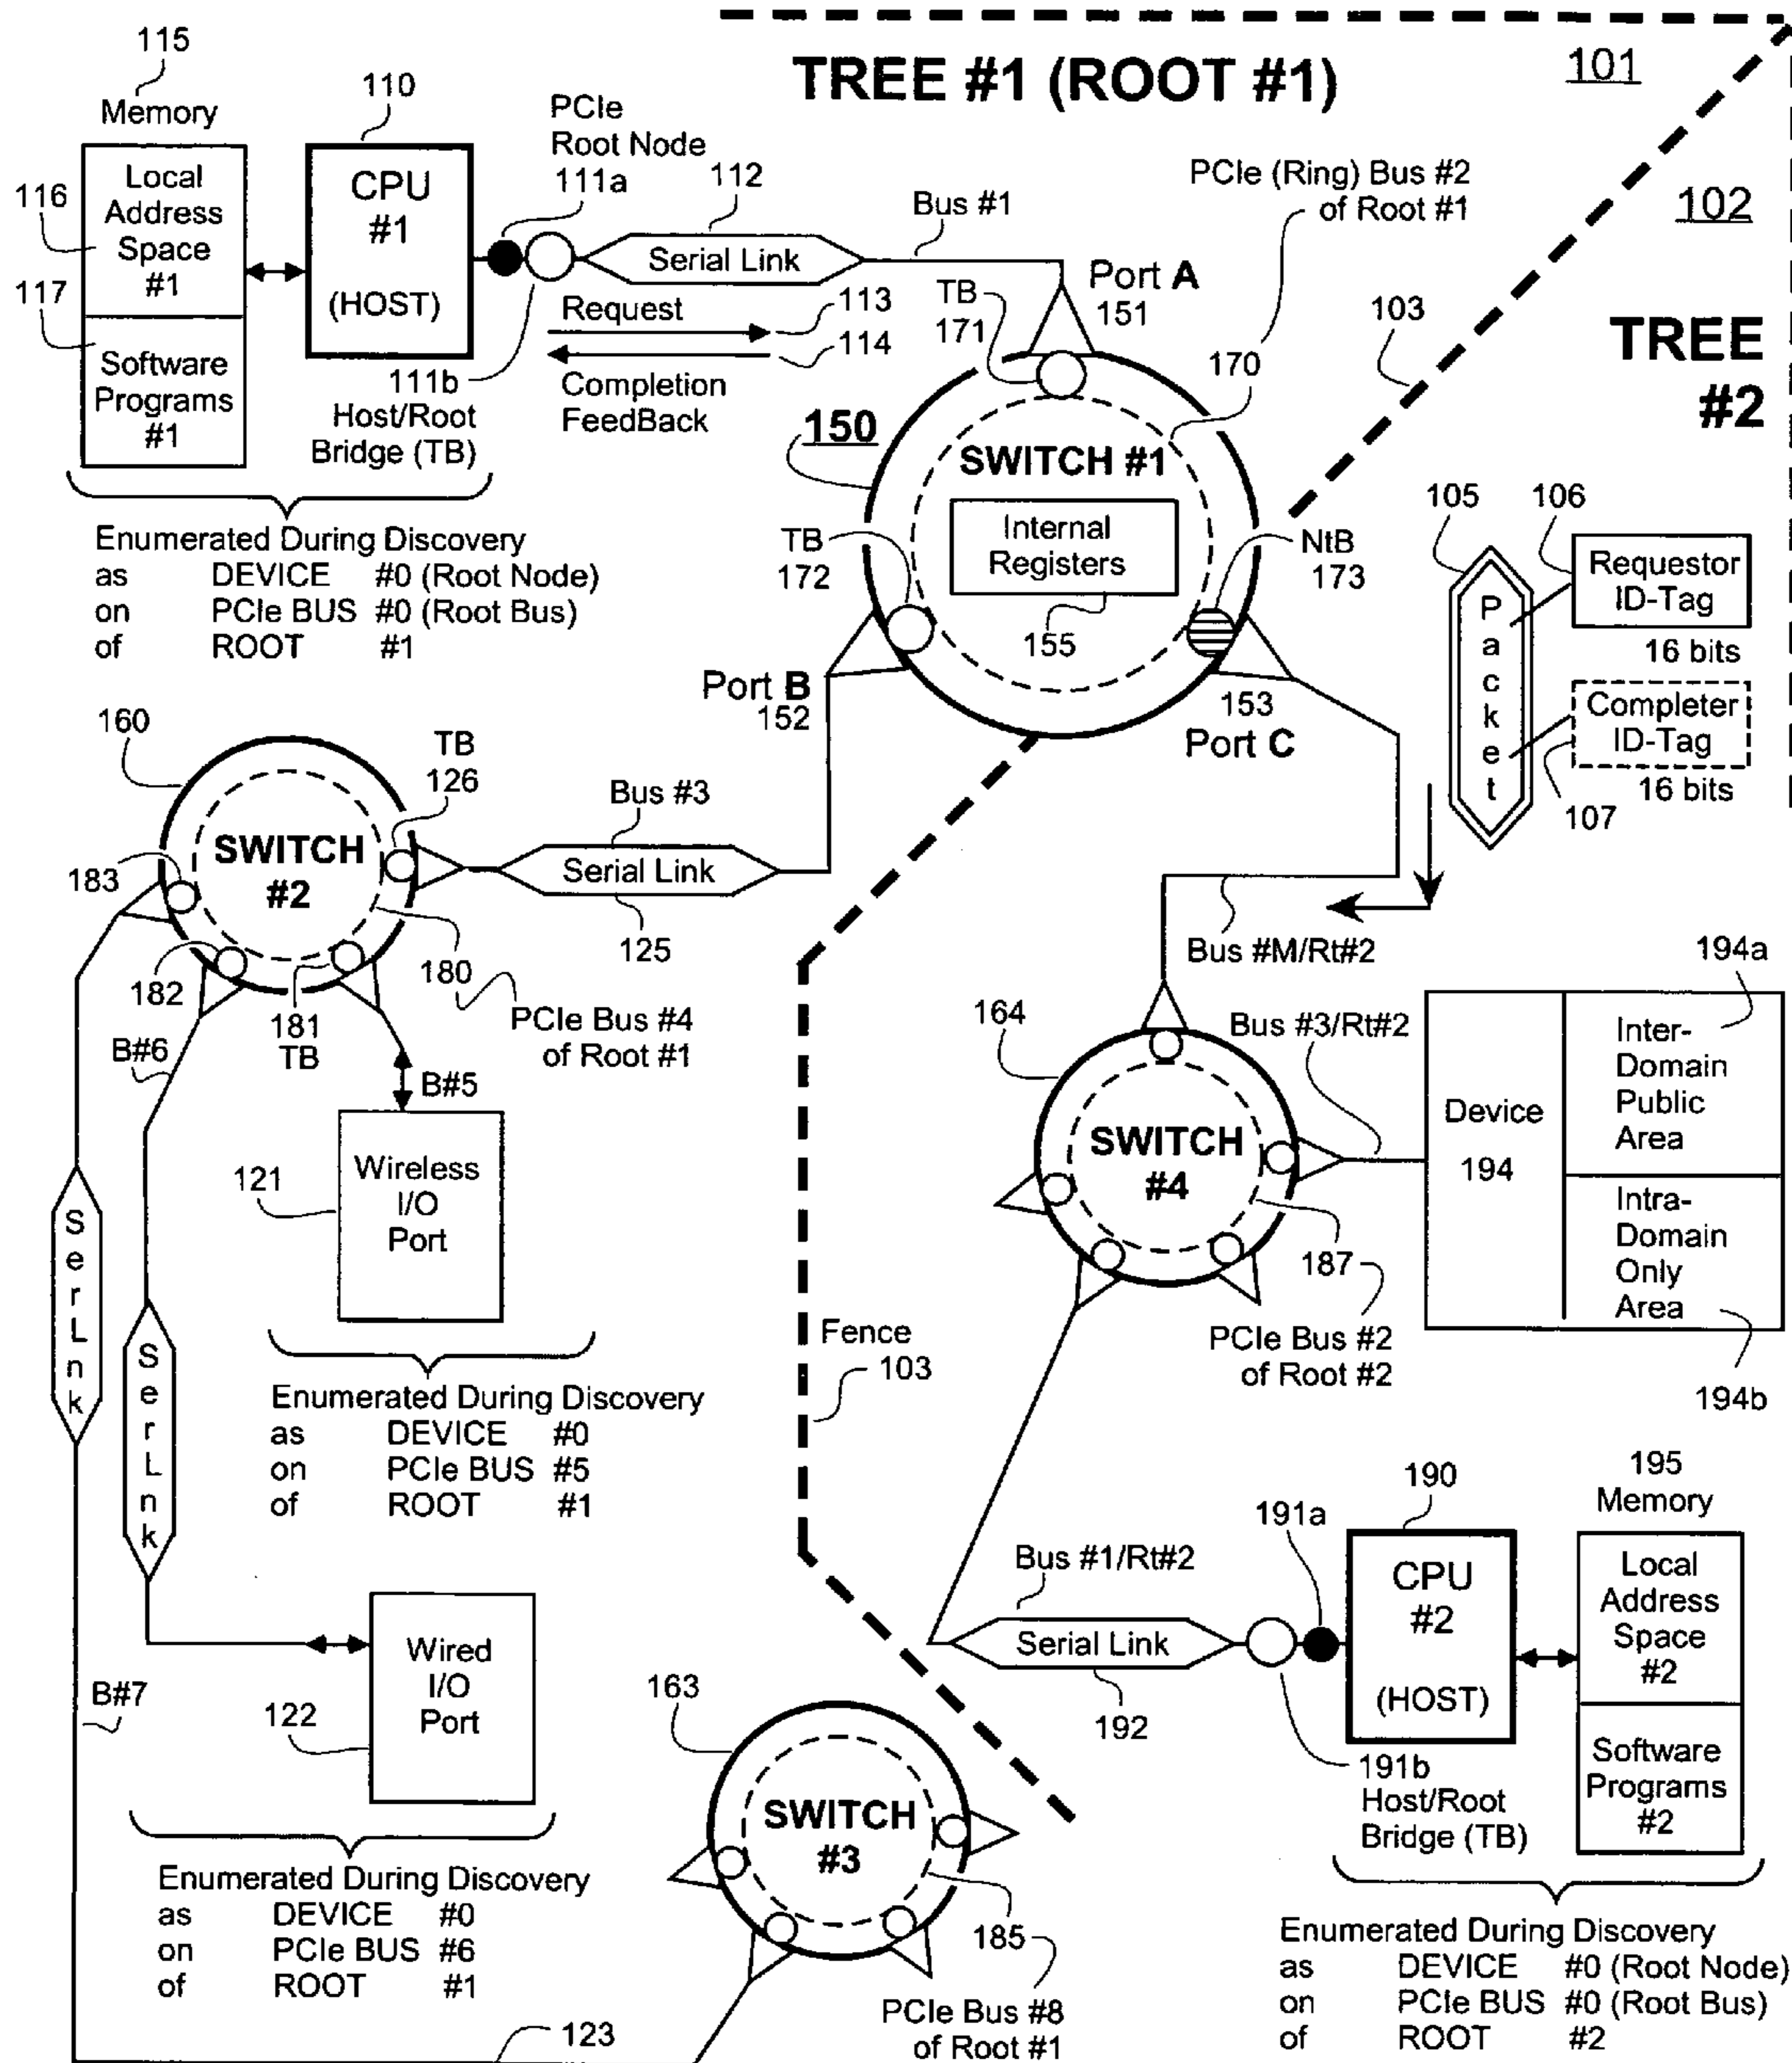 TREE #1 (ROOT #1)
101
102
TREE
#2
103
115
Memory
116
Local
Address
Space
#1
117
Software
Programs
#1
110
CPU
#1
(HOST)
PCIe
Root Node
111a
112
Serial Link
Bus #1
Request
113
114
Completion
FeedBack
111b
Host/Root
Bridge (TB)
Enumerated During Discovery
as DEVICE #0 (Root Node)
on PCIe BUS #0 (Root Bus)
of ROOT #1
PCIe (Ring) Bus #2
of Root #1
Port A
151
TB
171
170
150
SWITCH #1
Internal
Registers
155
TB
172
NtB
173
Port B
152
153
Port C
105
106
Packet
Requestor
ID-Tag
16 bits
Completer
ID-Tag
16 bits
107
160
TB
126
SWITCH
#2
183
182
181
TB
180
PCIe Bus #4
of Root #1
Bus #3
Serial Link
125
B#6
B#5
121
Wireless
I/O
Port
Enumerated During Discovery
as DEVICE #0
on PCIe BUS #5
of ROOT #1
SerLnk
SerLnk
B#7
122
Wired
I/O
Port
Enumerated During Discovery
as DEVICE #0
on PCIe BUS #6
of ROOT #1
123
Fence
103
Bus #M/Rt#2
164
Bus #3/Rt#2
SWITCH
#4
187
PCIe Bus #2
of Root #2
Device
194
194a
Inter-
Domain
Public
Area
Intra-
Domain
Only
Area
194b
163
SWITCH
#3
185
PCIe Bus #8
of Root #1
Bus #1/Rt#2
Serial Link
192
191a
190
CPU
#2
(HOST)
191b
Host/Root
Bridge (TB)
195
Memory
Local
Address
Space
#2
Software
Programs
#2
Enumerated During Discovery
as DEVICE #0 (Root Node)
on PCIe BUS #0 (Root Bus)
of ROOT #2